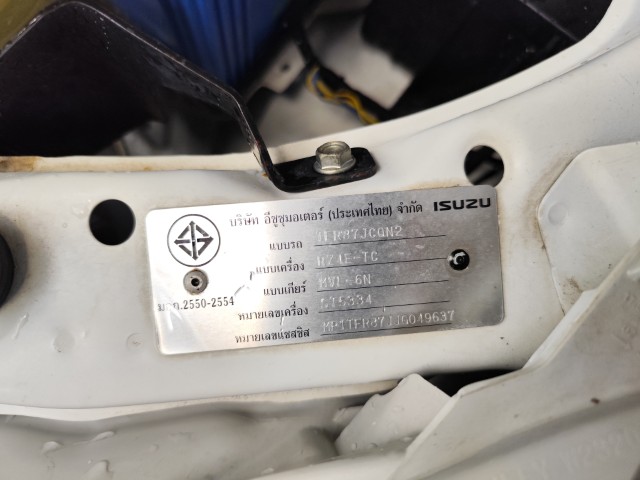 บริษัท อีซูซุมอเตอร์ (ประเทศไทย) จำกัด ISUZU
แบบรถ TFR87JCQN2
แบบเครื่อง RZ4E-TC
แบบเกียร์ MVL-6N
มอก.2550-2554
หมายเลขเครื่อง
หมายเลขแชสซิส